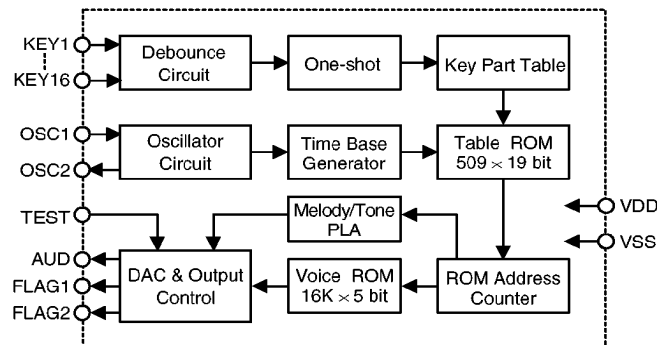 KEY1
KEY16
Debounce
Circuit
One-shot
Key Part Table
OSC1
OSC2
Oscillator
Circuit
Time Base
Generator
Table ROM
509 × 19 bit
TEST
Melody/Tone
PLA
VDD
VSS
AUD
FLAG1
FLAG2
DAC & Output
Control
Voice ROM
16K × 5 bit
ROM Address
Counter